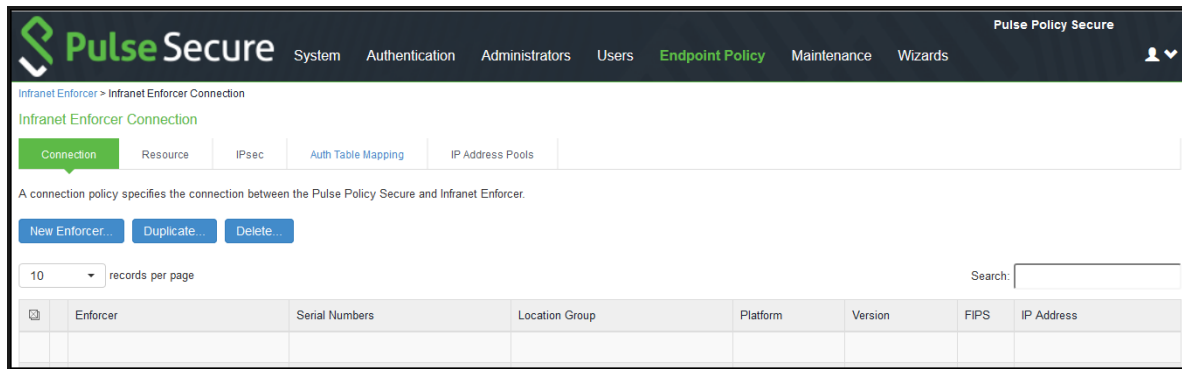 Pulse Policy Secure
Pulse Secure System Authentication Administrators Users Endpoint Policy Maintenance Wizards
Infranet Enforcer > Infranet Enforcer Connection
Infranet Enforcer Connection
Connection Resource IPsec Auth Table Mapping IP Address Pools
A connection policy specifies the connection between the Pulse Policy Secure and Infranet Enforcer.
New Enforcer... Duplicate... Delete...
10 records per page Search:
Enforcer Serial Numbers Location Group Platform Version FIPS IP Address